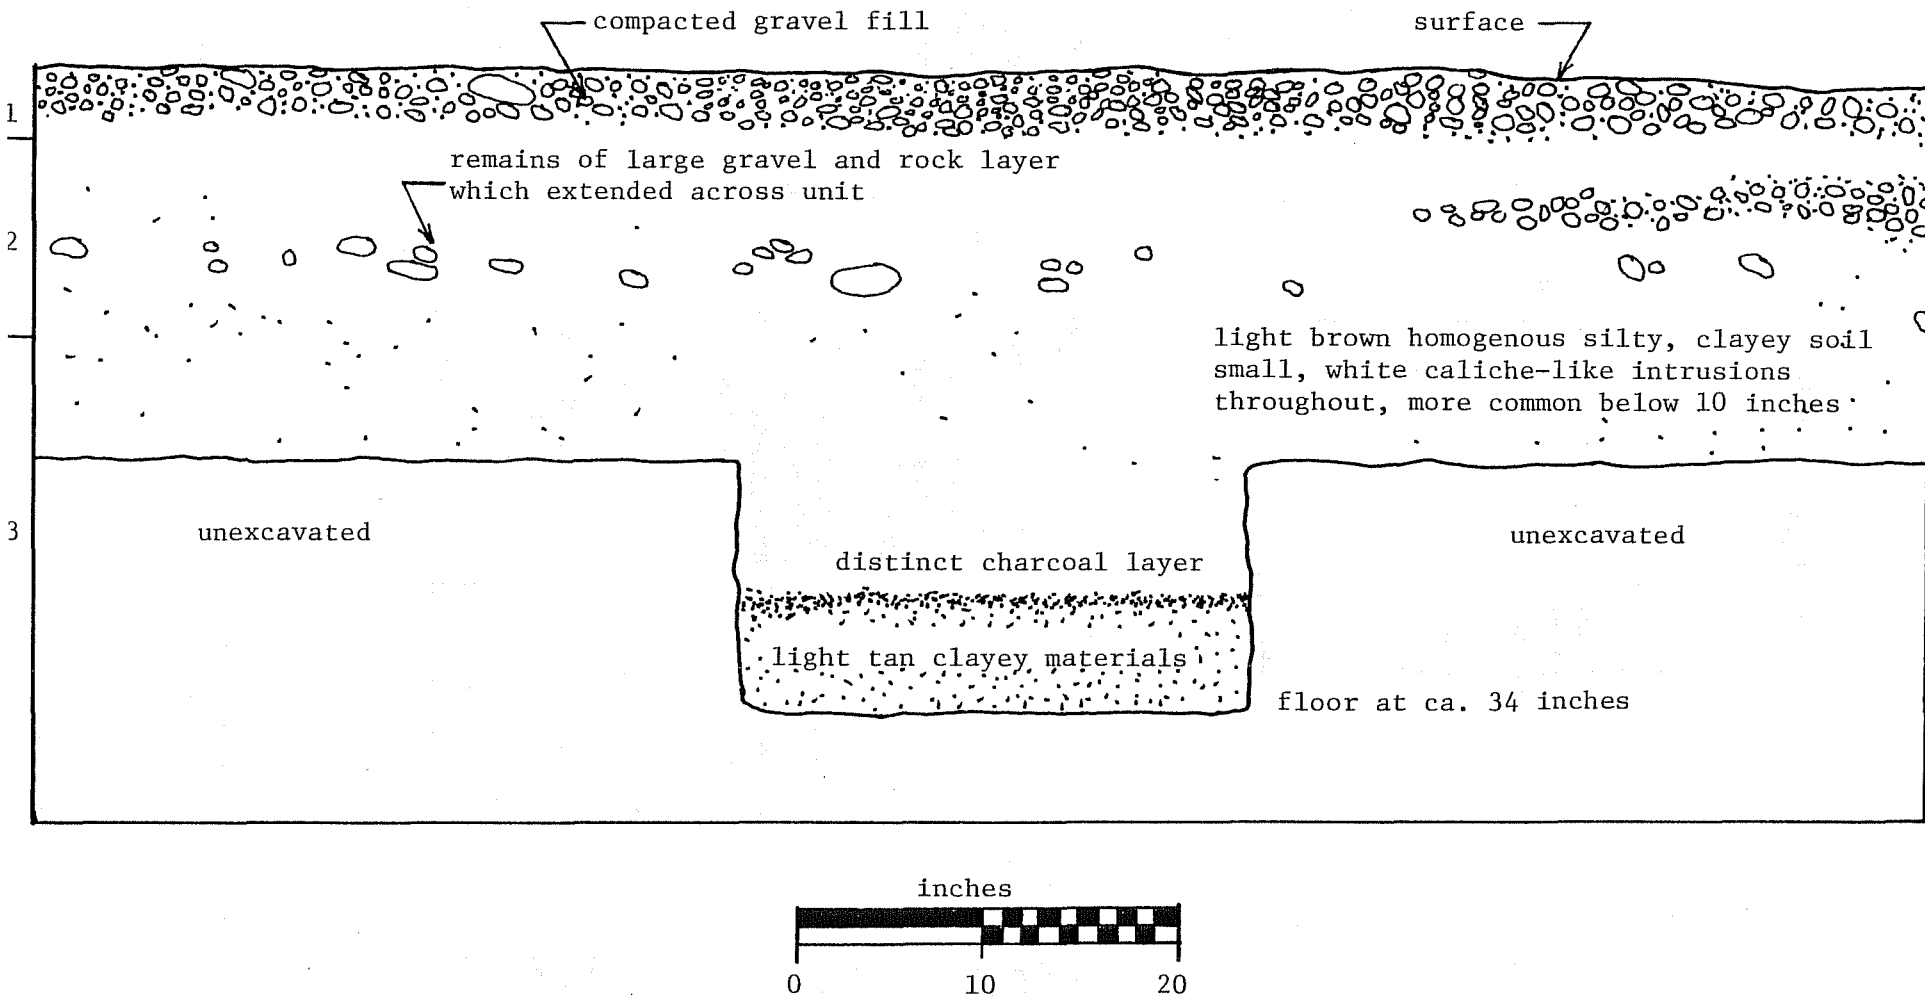 compacted gravel fill
surface
1
remains of large gravel and rock layer
which extended across unit
2
light brown homogenous silty, clayey soil
small, white caliche-like intrusions
throughout, more common below 10 inches
3
unexcavated
unexcavated
distinct charcoal layer
light tan clayey materials
floor at ca. 34 inches
inches
0 10 20